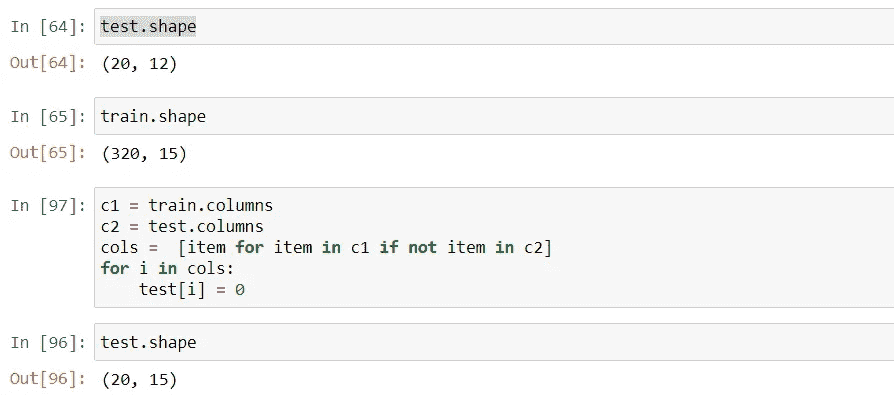 In [64]: test.shape
Out[64]: (20, 12)
In [65]: train.shape
Out[65]: (320, 15)
In [97]: c1 = train.columns
c2 = test.columns
cols =  [item for item in c1 if not item in c2]
for i in cols:
    test[i] = 0
In [96]: test.shape
Out[96]: (20, 15)